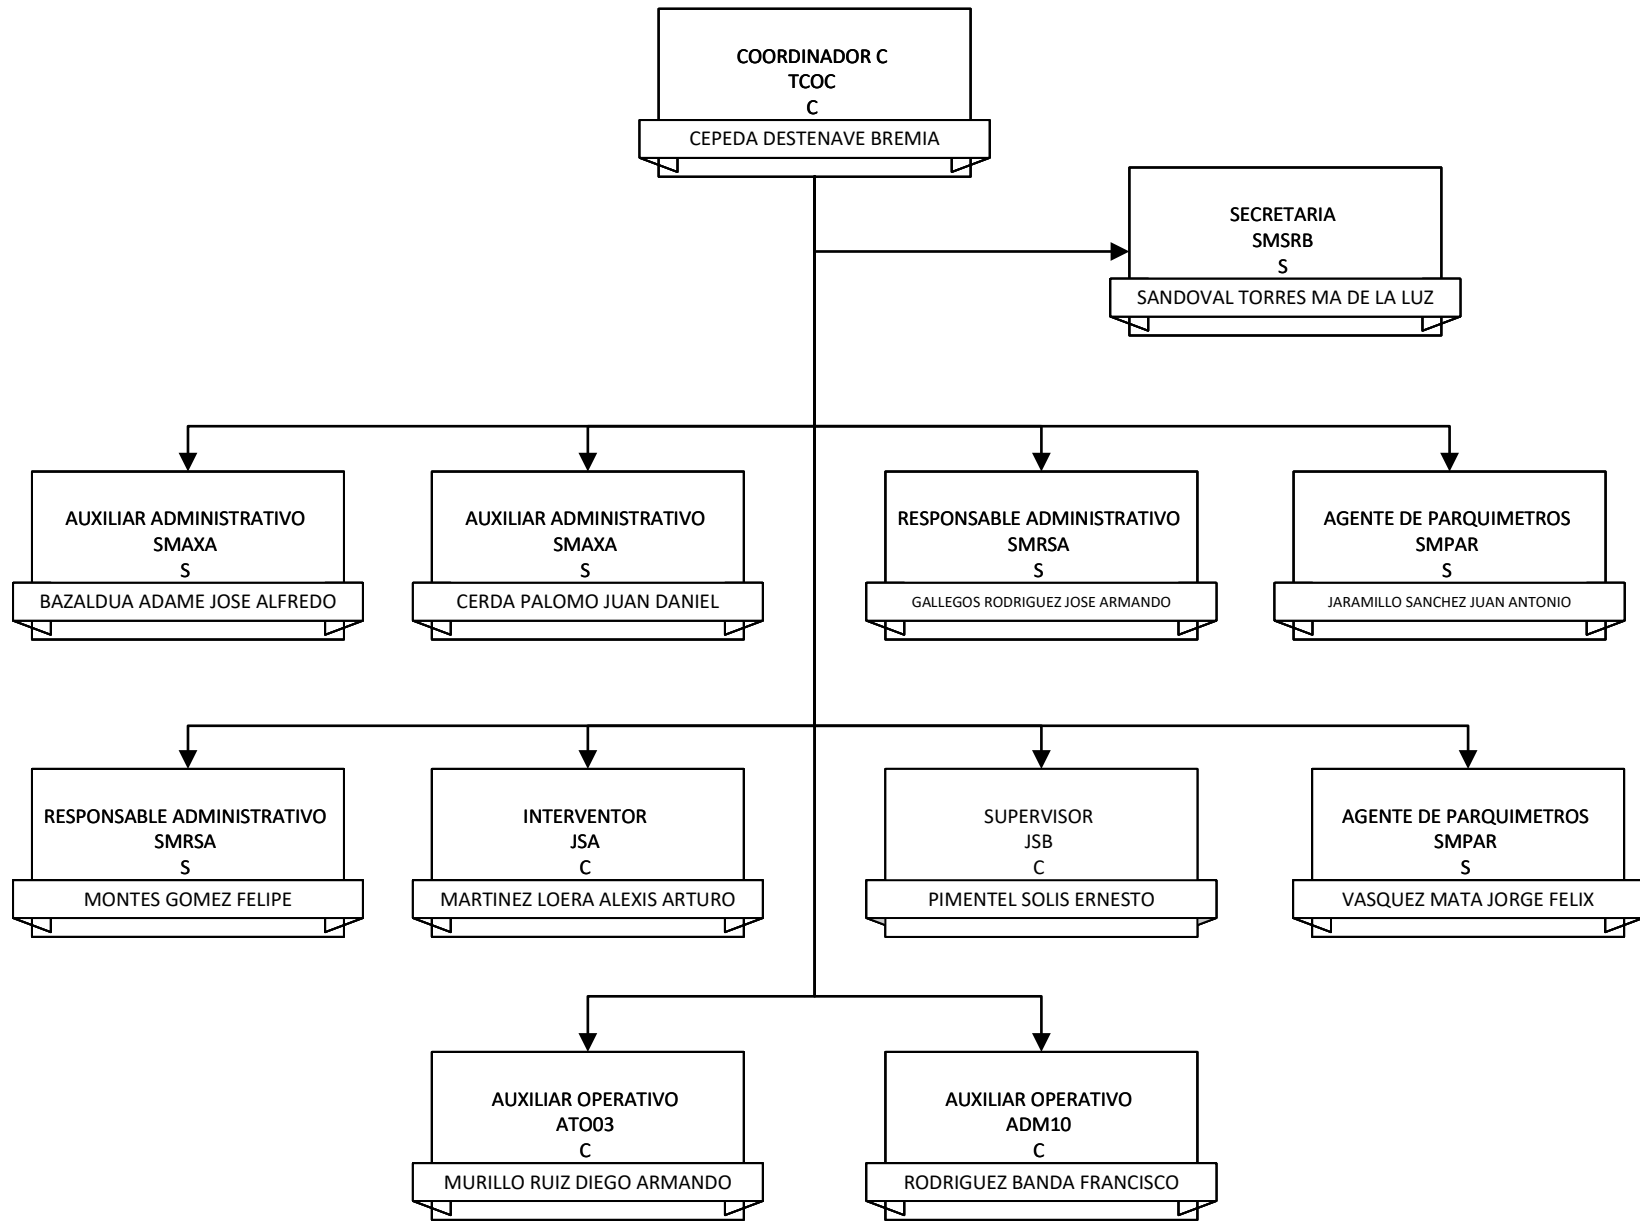 COORDINADOR C
TCOC
C
CEPEDA DESTENAVE BREMIA
SECRETARIA
SMSRB
S
SANDOVAL TORRES MA DE LA LUZ
AUXILIAR ADMINISTRATIVO
SMAXA
S
BAZALDUA ADAME JOSE ALFREDO
AUXILIAR ADMINISTRATIVO
SMAXA
S
CERDA PALOMO JUAN DANIEL
RESPONSABLE ADMINISTRATIVO
SMRSA
S
GALLEGOS RODRIGUEZ JOSE ARMANDO
AGENTE DE PARQUIMETROS
SMPAR
S
JARAMILLO SANCHEZ JUAN ANTONIO
RESPONSABLE ADMINISTRATIVO
SMRSA
S
MONTES GOMEZ FELIPE
INTERVENTOR
JSA
C
MARTINEZ LOERA ALEXIS ARTURO
SUPERVISOR
JSB
C
PIMENTEL SOLIS ERNESTO
AGENTE DE PARQUIMETROS
SMPAR
S
VASQUEZ MATA JORGE FELIX
AUXILIAR OPERATIVO
ATO03
C
MURILLO RUIZ DIEGO ARMANDO
AUXILIAR OPERATIVO
ADM10
C
RODRIGUEZ BANDA FRANCISCO